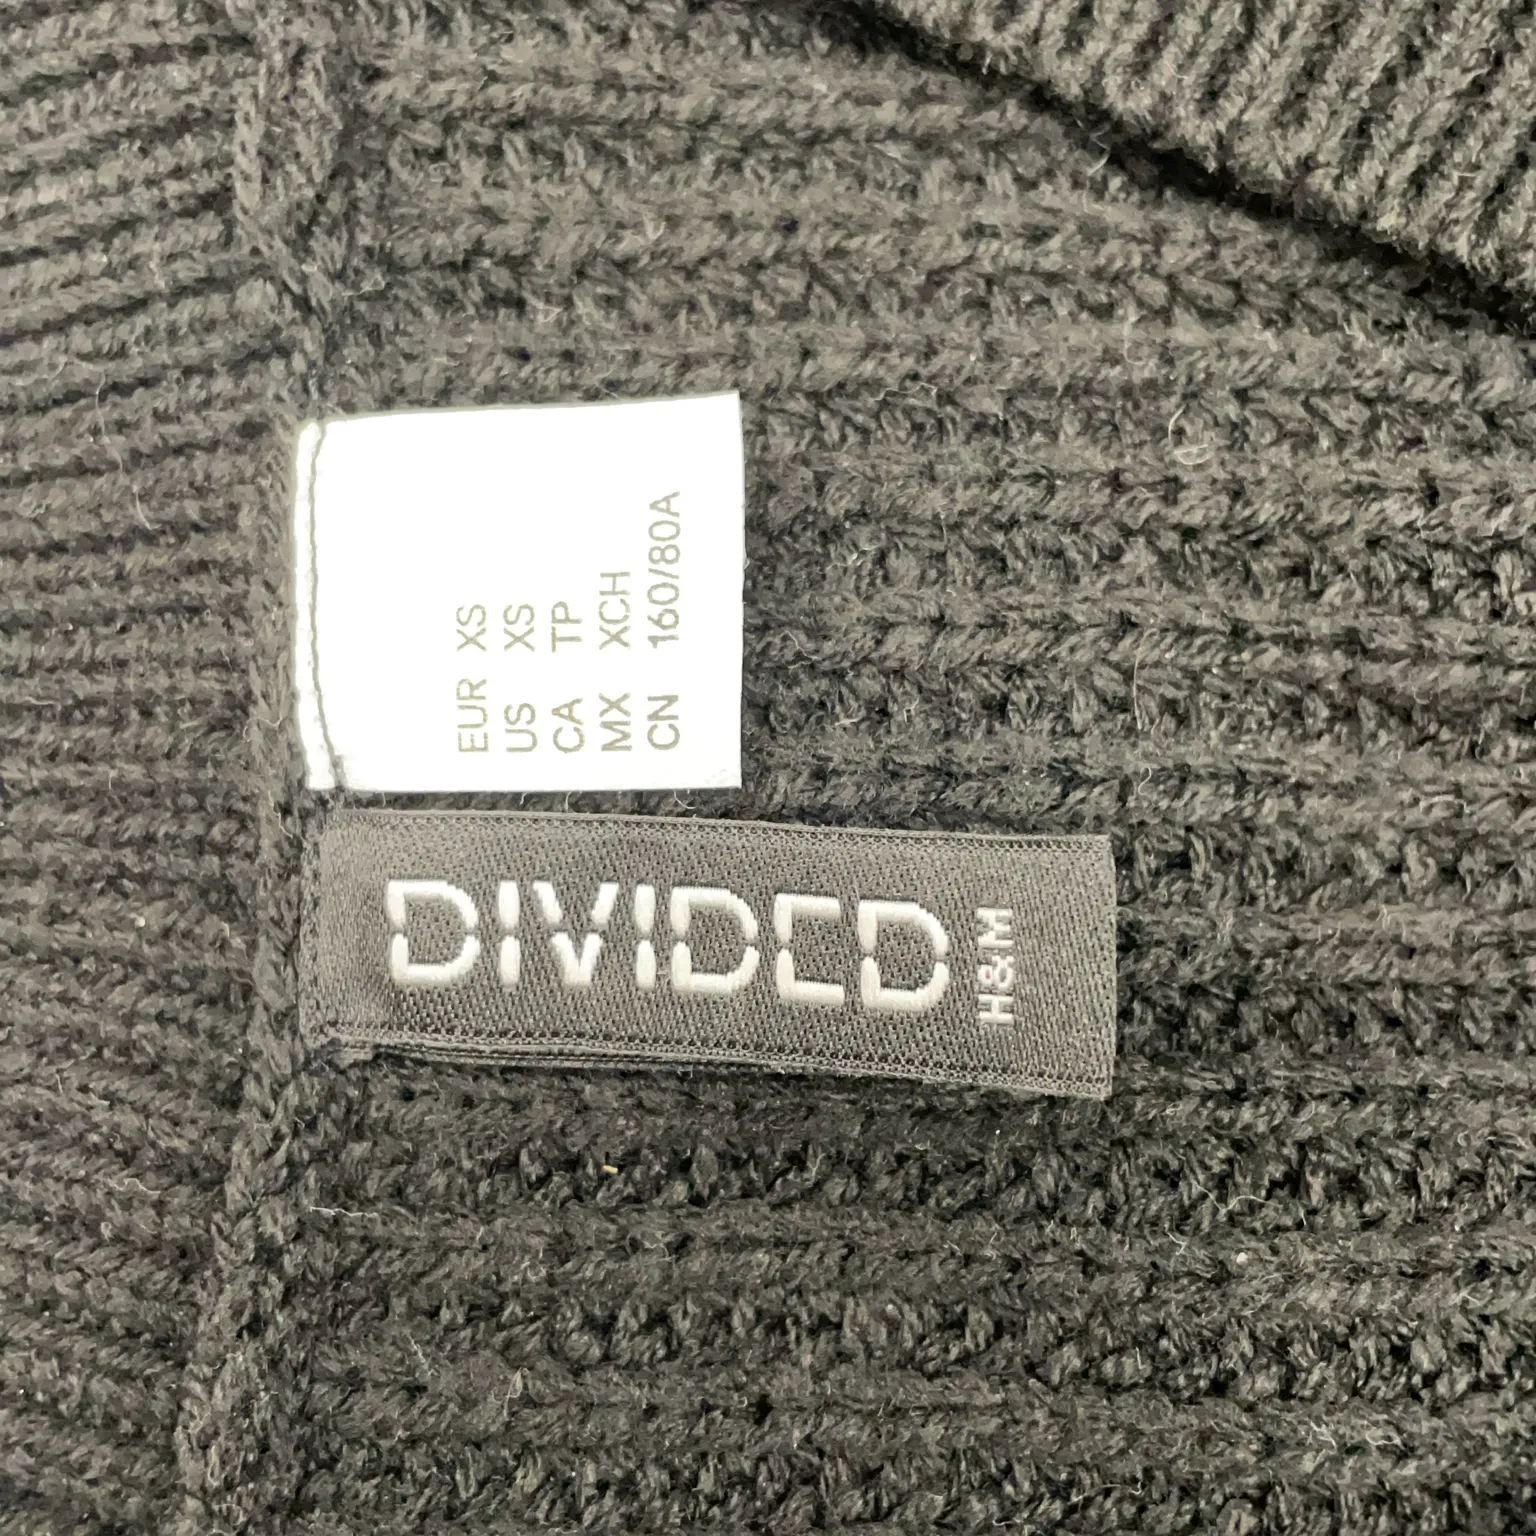 EUR XS
US XS
CA TP
MX XCH
CN 160/80A
DIVIDED
H&M